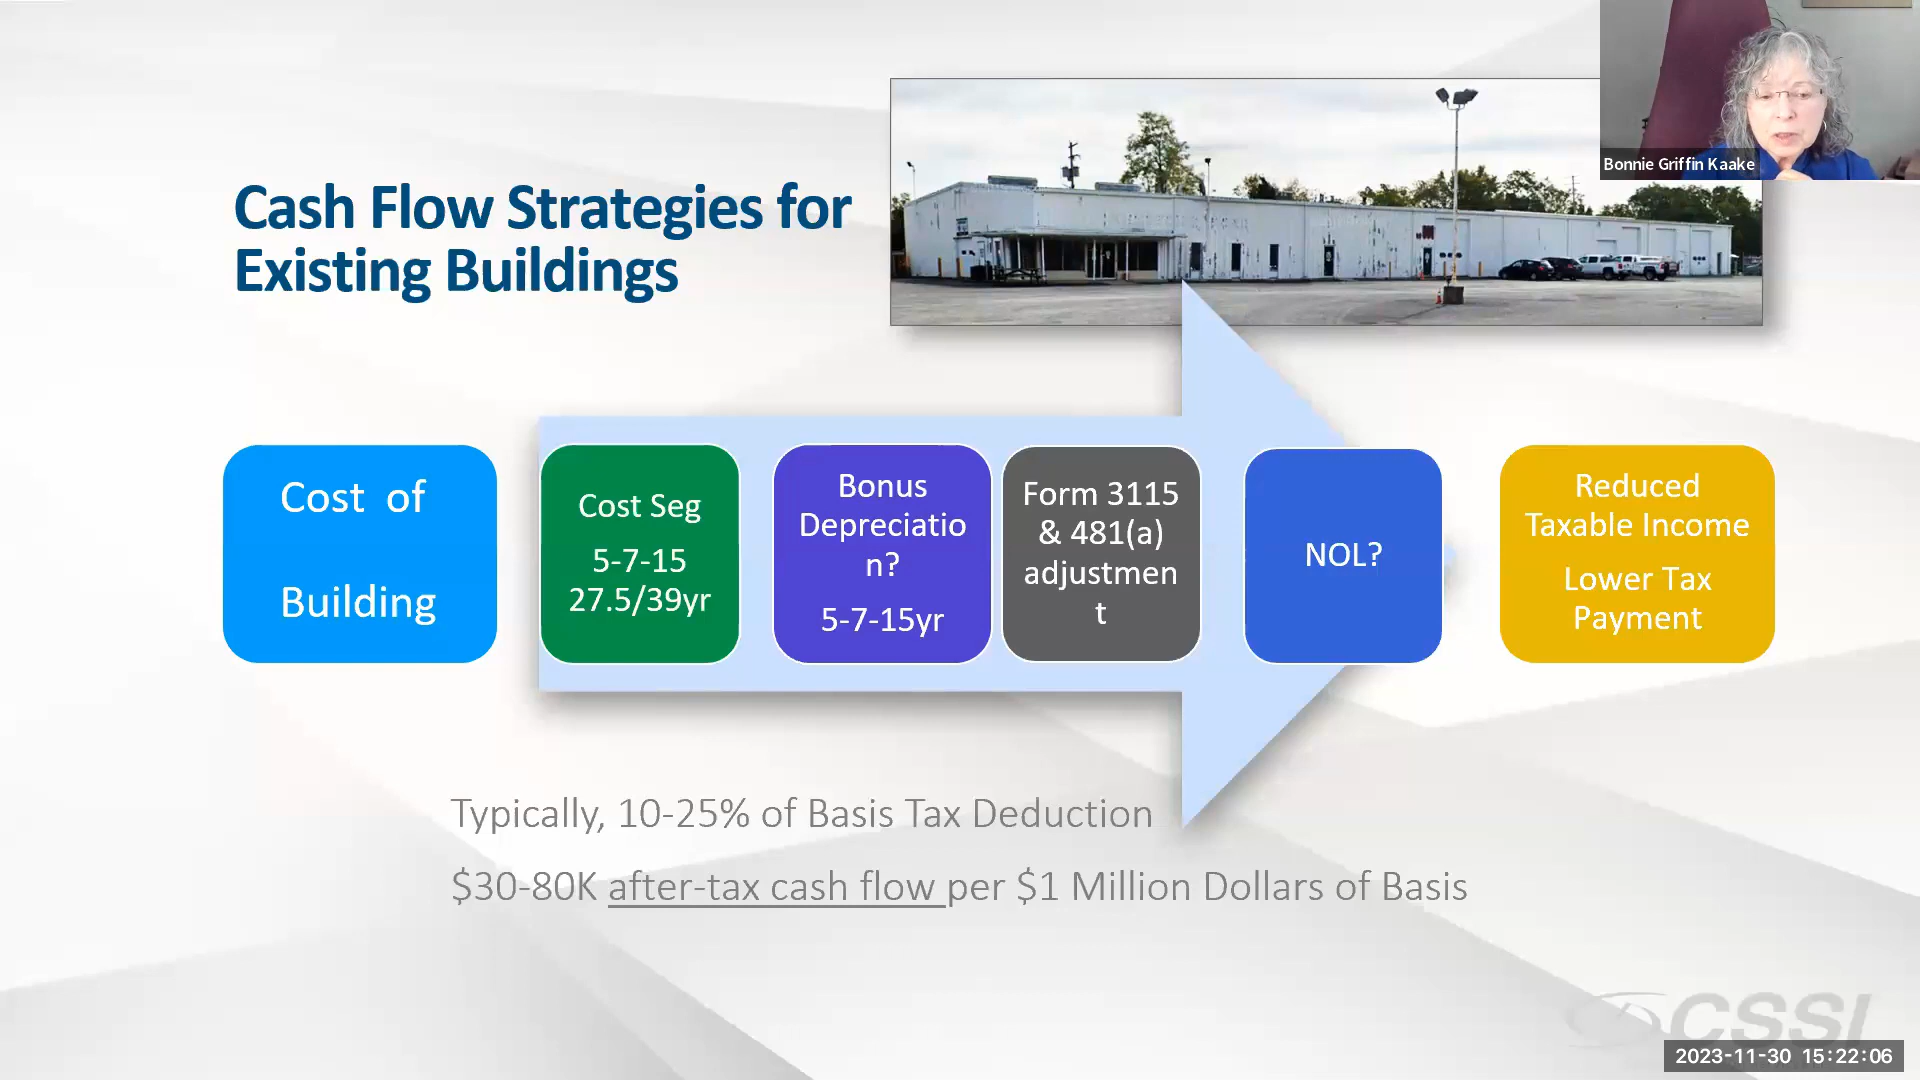 Bonnie Griffin Kaake
Cash Flow Strategies for
Existing Buildings
Cost of
Building
Cost Seg
5-7-15
27.5/39yr
Bonus
Depreciatio
n?
5-7-15yr
Form 3115
& 481(a)
adjustmen
t
NOL?
Reduced
Taxable Income
Lower Tax
Payment
Typically, 10-25% of Basis Tax Deduction
$30-80K after-tax cash flow per $1 Million Dollars of Basis
CSSI
2023-11-30 15:22:06